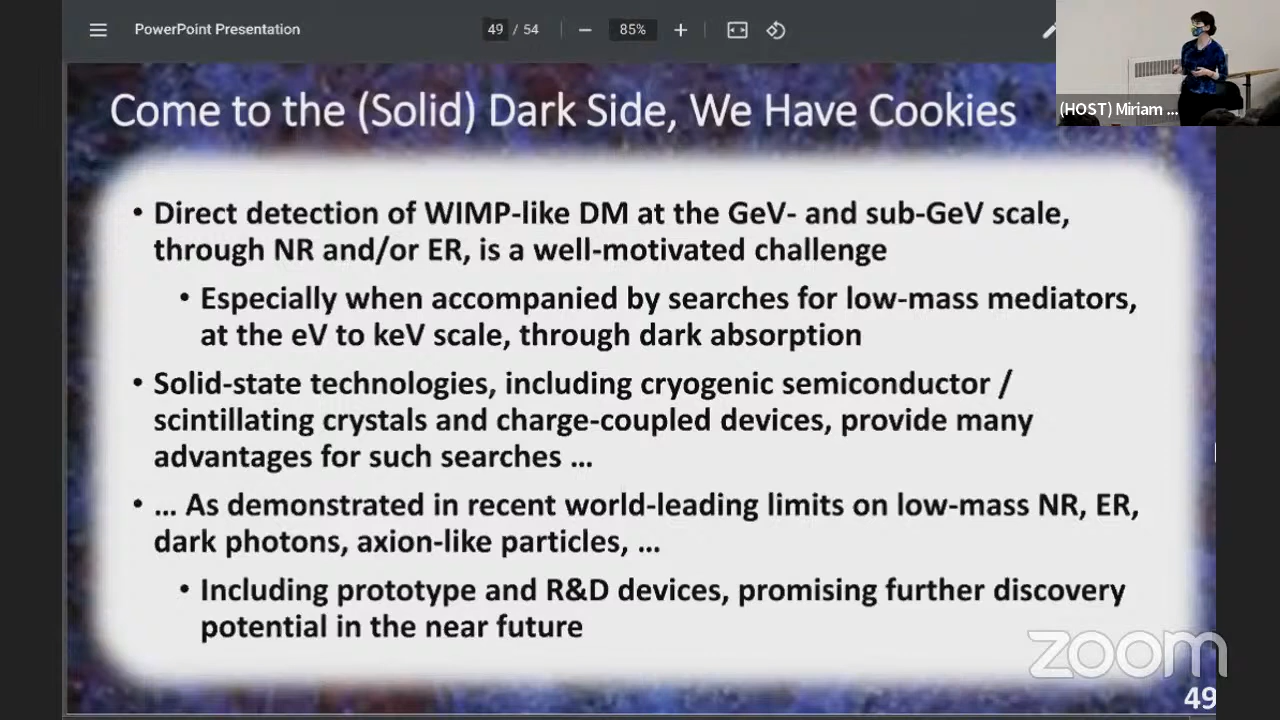 PowerPoint Presentation
49 / 54
85%
(HOST) Miriam ...
Come to the (Solid) Dark Side, We Have Cookies
• Direct detection of WIMP-like DM at the GeV- and sub-GeV scale,
through NR and/or ER, is a well-motivated challenge
• Especially when accompanied by searches for low-mass mediators,
at the eV to keV scale, through dark absorption
• Solid-state technologies, including cryogenic semiconductor /
scintillating crystals and charge-coupled devices, provide many
advantages for such searches ...
• ... As demonstrated in recent world-leading limits on low-mass NR, ER,
dark photons, axion-like particles, ...
• Including prototype and R&D devices, promising further discovery
potential in the near future
zoom
49